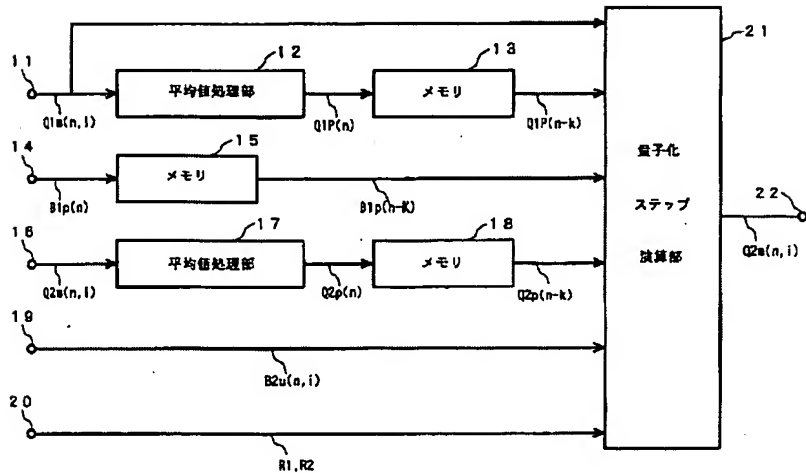 21
11
12
13
平均値処理部
メモリ
Q1m(n,i)
Q1P(n)
Q1P(n-k)
14
15
メモリ
B1p(n)
B1p(n-K)
量子化
ステップ
演算部
22
Q2m(n,i)
16
17
18
平均値処理部
メモリ
Q2m(n,i)
Q2p(n)
Q2p(n-k)
19
B2u(n,i)
20
R1,R2